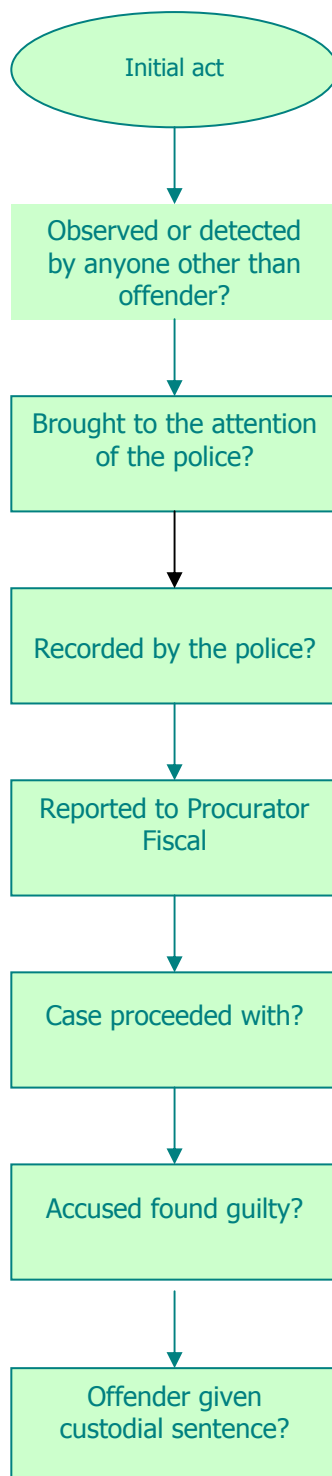 Initial act
Observed or detected
by anyone other than
offender?
Brought to the attention
of the police?
Recorded by the police?
Reported to Procurator
Fiscal
Case proceeded with?
Accused found guilty?
Offender given
custodial sentence?